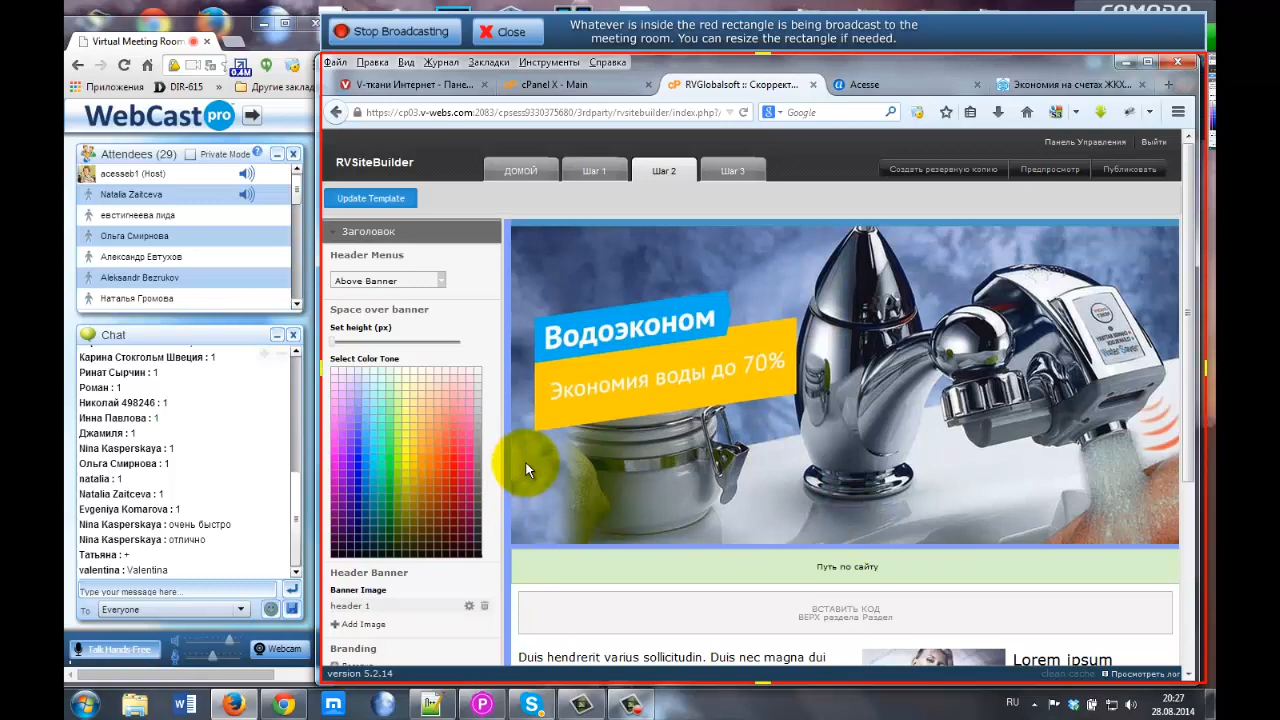 Stop Broadcasting
Close
Whatever is inside the red rectangle is being broadcast to the
meeting room. You can resize the rectangle if needed.
Virtual Meeting Room
DIR-615
Приложения
Другие заклад
WebCast pro
Attendees (29)
Private Mode
acessab1 (Host)
Natalia Zaitceva
евстигнеева лида
Ольга Смирнова
Александр Евтухов
Aleksandr Bezrukov
Наталья Громова
Chat
Карина Стокгольм Швеция : 1
Ринат Сырчин : 1
Роман : 1
Николай 498246 : 1
Инна Павлова : 1
Джамиля : 1
Nina Kasperskaya : 1
Ольга Смирнова : 1
natalia : 1
Natalia Zaitceva : 1
Evgeniya Komarova : 1
Nina Kasperskaya : очень быстро
Nina Kasperskaya : отлично
Татьяна : +
valentina : Valentina
Type your message here...
To
Everyone
Talk Hands-Free
Webcam
Файл Правка Вид Журнал Закладки Инструменты Справка
V-ткани Интернет - Пане...
cPanel X - Main
RVGlobalsoft :: Скоррект...
Acesse
Экономия на счетах ЖКХ...
https://cp03.v-webs.com:2083/cpsess9330375680/3rdparty/rvsitebuilder/index.php?/
Google
Панель Управления
Выйти
RVSiteBuilder
ДОМОЙ
Шаг 1
Шаг 2
Шаг 3
Создать резервную копию
Предпросмотр
Публиковать
Update Template
Заголовок
Header Menus
Above Banner
Space over banner
Set height (px)
Select Color Tone
Header Banner
Banner Image
header 1
Add Image
Branding
version 5.2.14
Водоэконом
Экономия воды до 70%
Water Saver
Путь по сайту
ВСТАВИТЬ КОД
ВЕРХ раздела Раздел
Duis hendrerit varius sollicitudin. Duis nec magna dui
Lorem ipsum
clean cache
Просмотреть лог
RU
20:27
28.08.2014